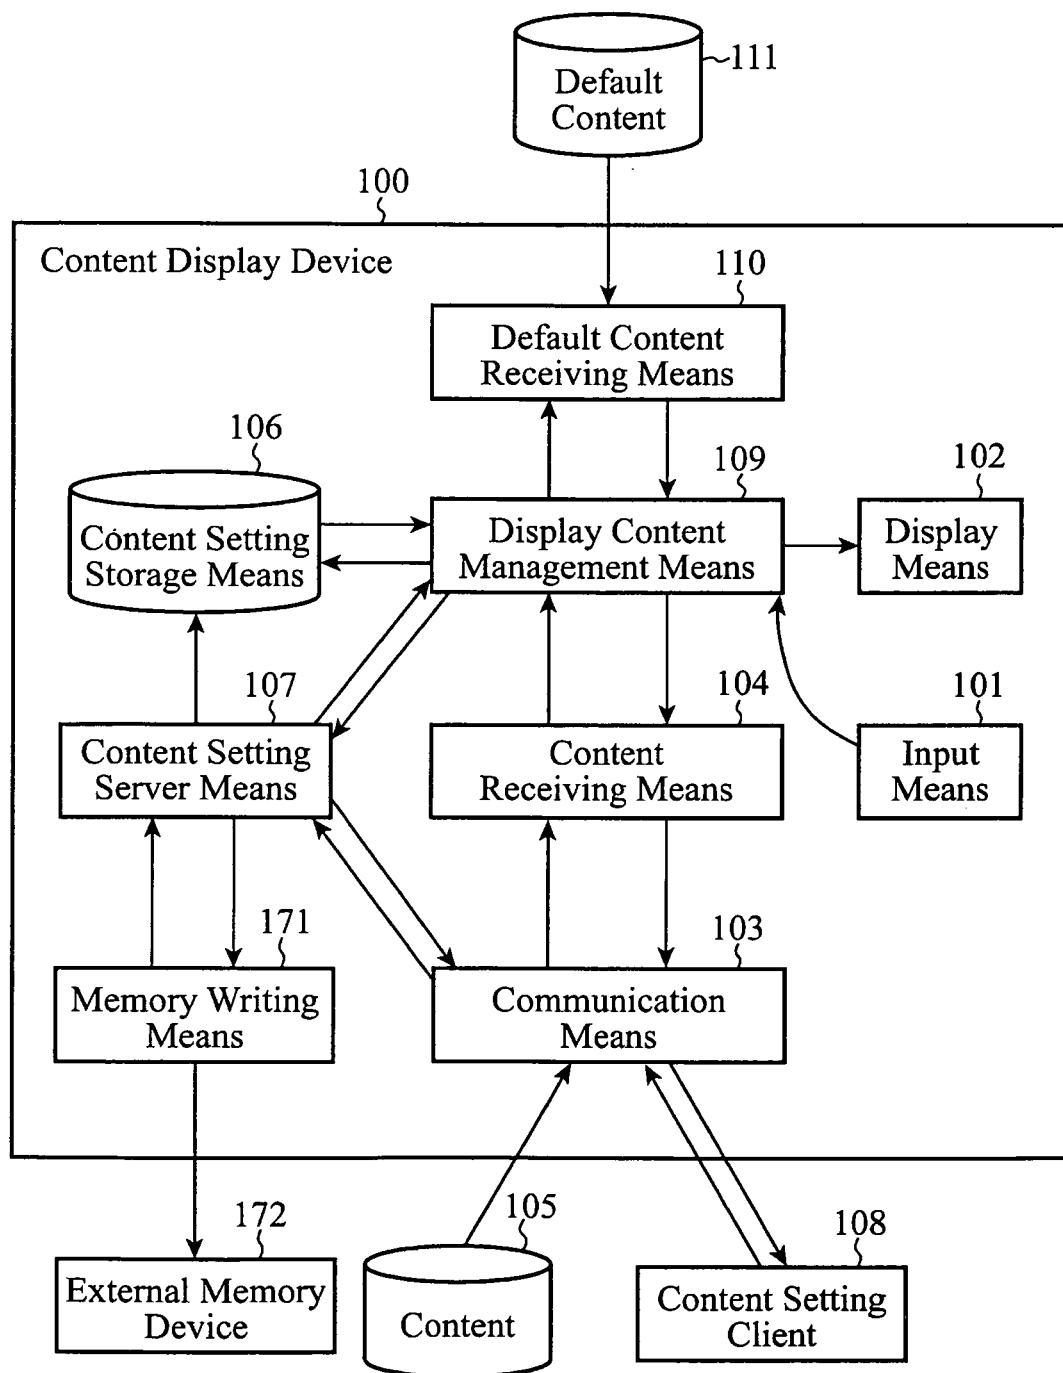 Default
Content
111
100
Content Display Device
110
Default Content
Receiving Means
106
Content Setting
Storage Means
109
Display Content
Management Means
102
Display
Means
107
Content Setting
Server Means
104
Content
Receiving Means
101
Input
Means
171
Memory Writing
Means
103
Communication
Means
172
External Memory
Device
105
Content
108
Content Setting
Client